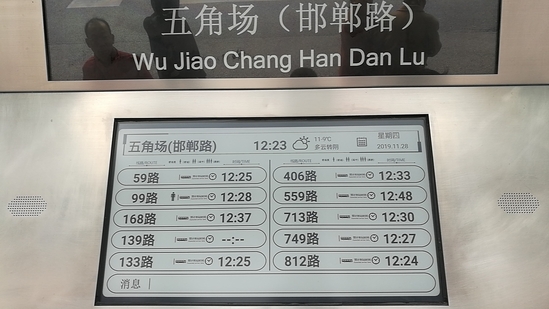 五角场（邯郸路）
Wu Jiao Chang Han Dan Lu
五角场(邯郸路) 12:23 11-9℃ 多云转阴 星期四 2019.11.28
59路 12:25
99路 12:28
168路 12:37
139路 --:--
133路 12:25
406路 12:33
559路 12:48
713路 12:30
749路 12:27
812路 12:24
消息